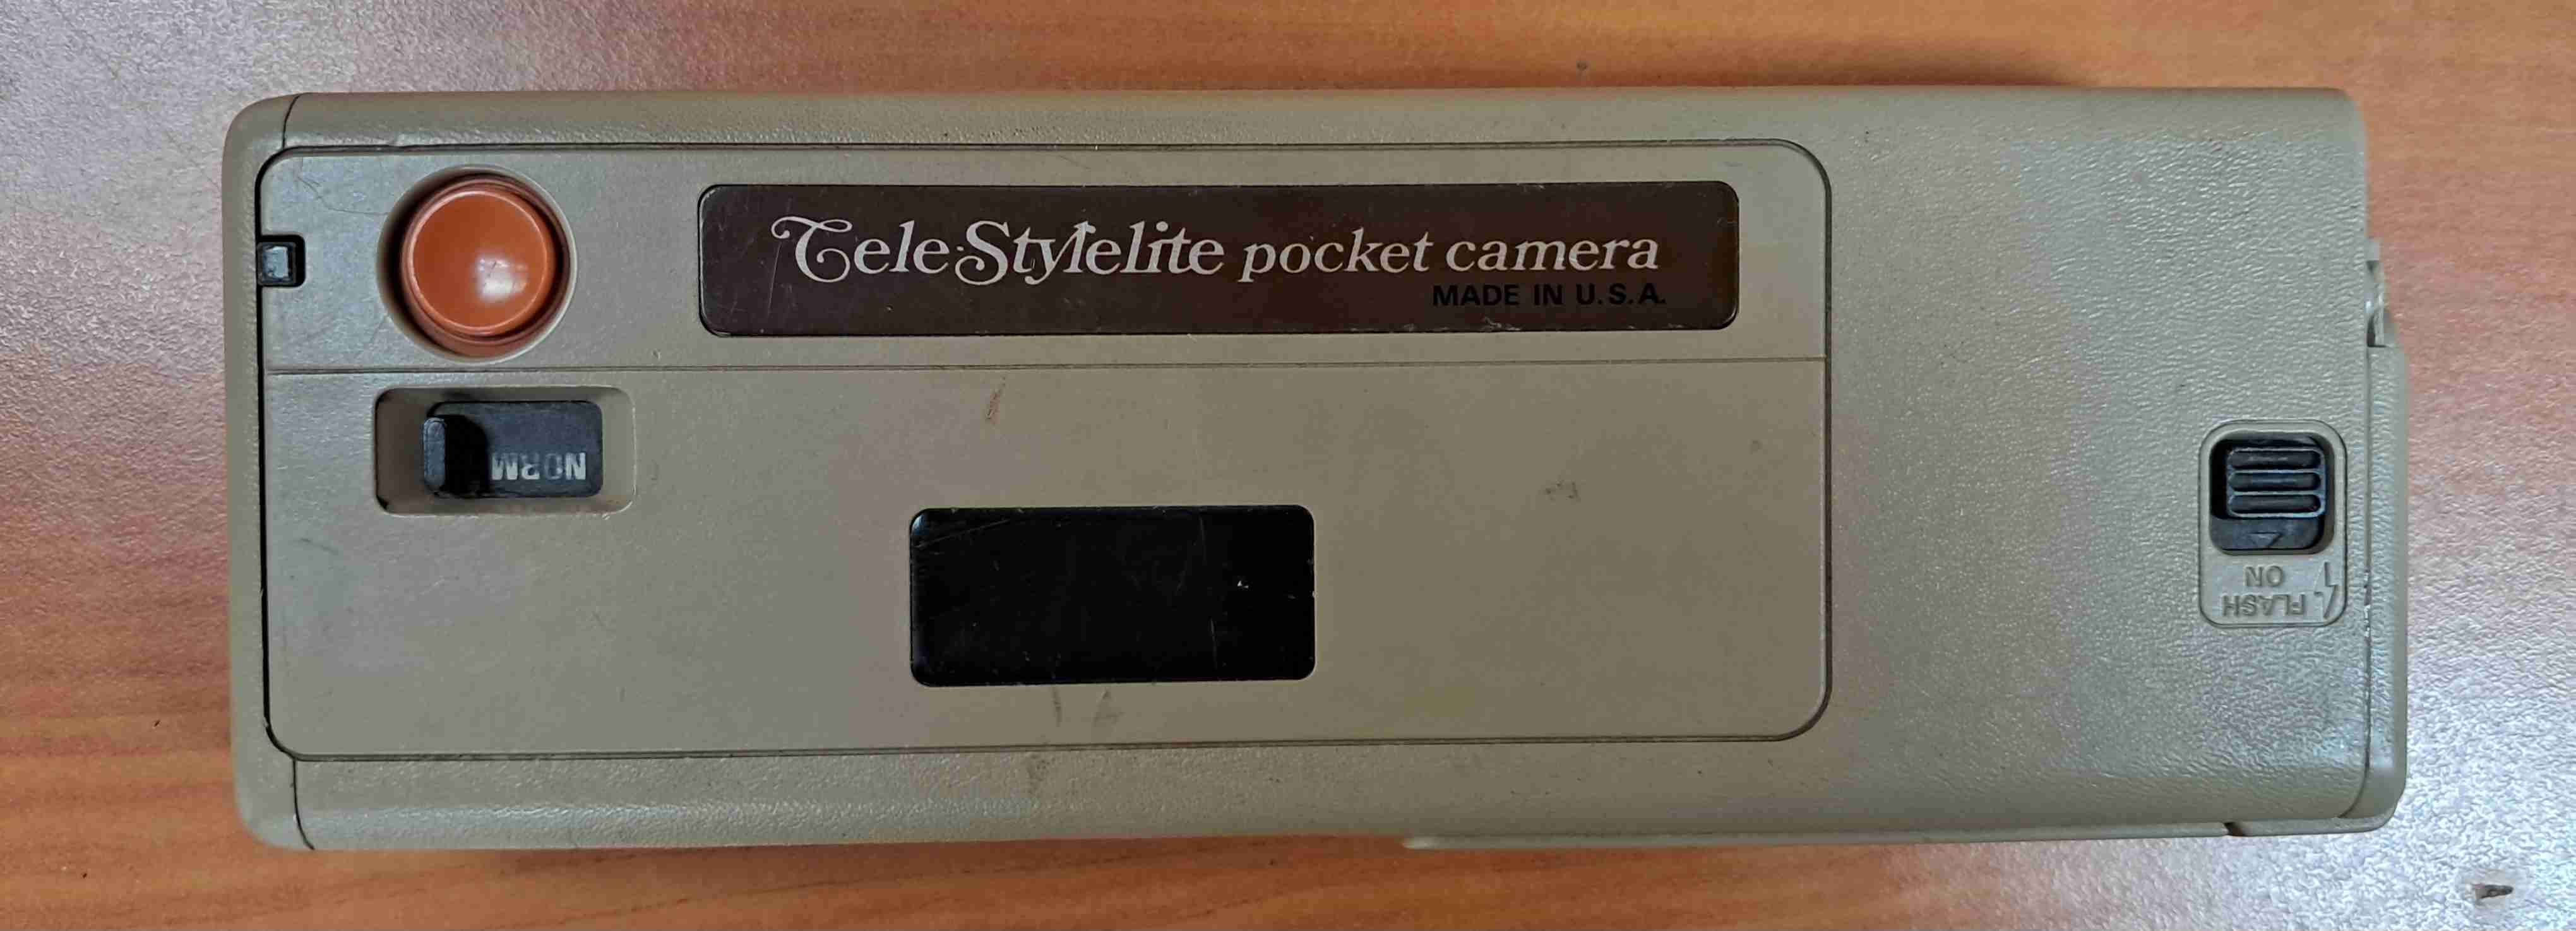 Tele·Stylelite pocket camera
MADE IN U.S.A.
NORM
FLASH
ON